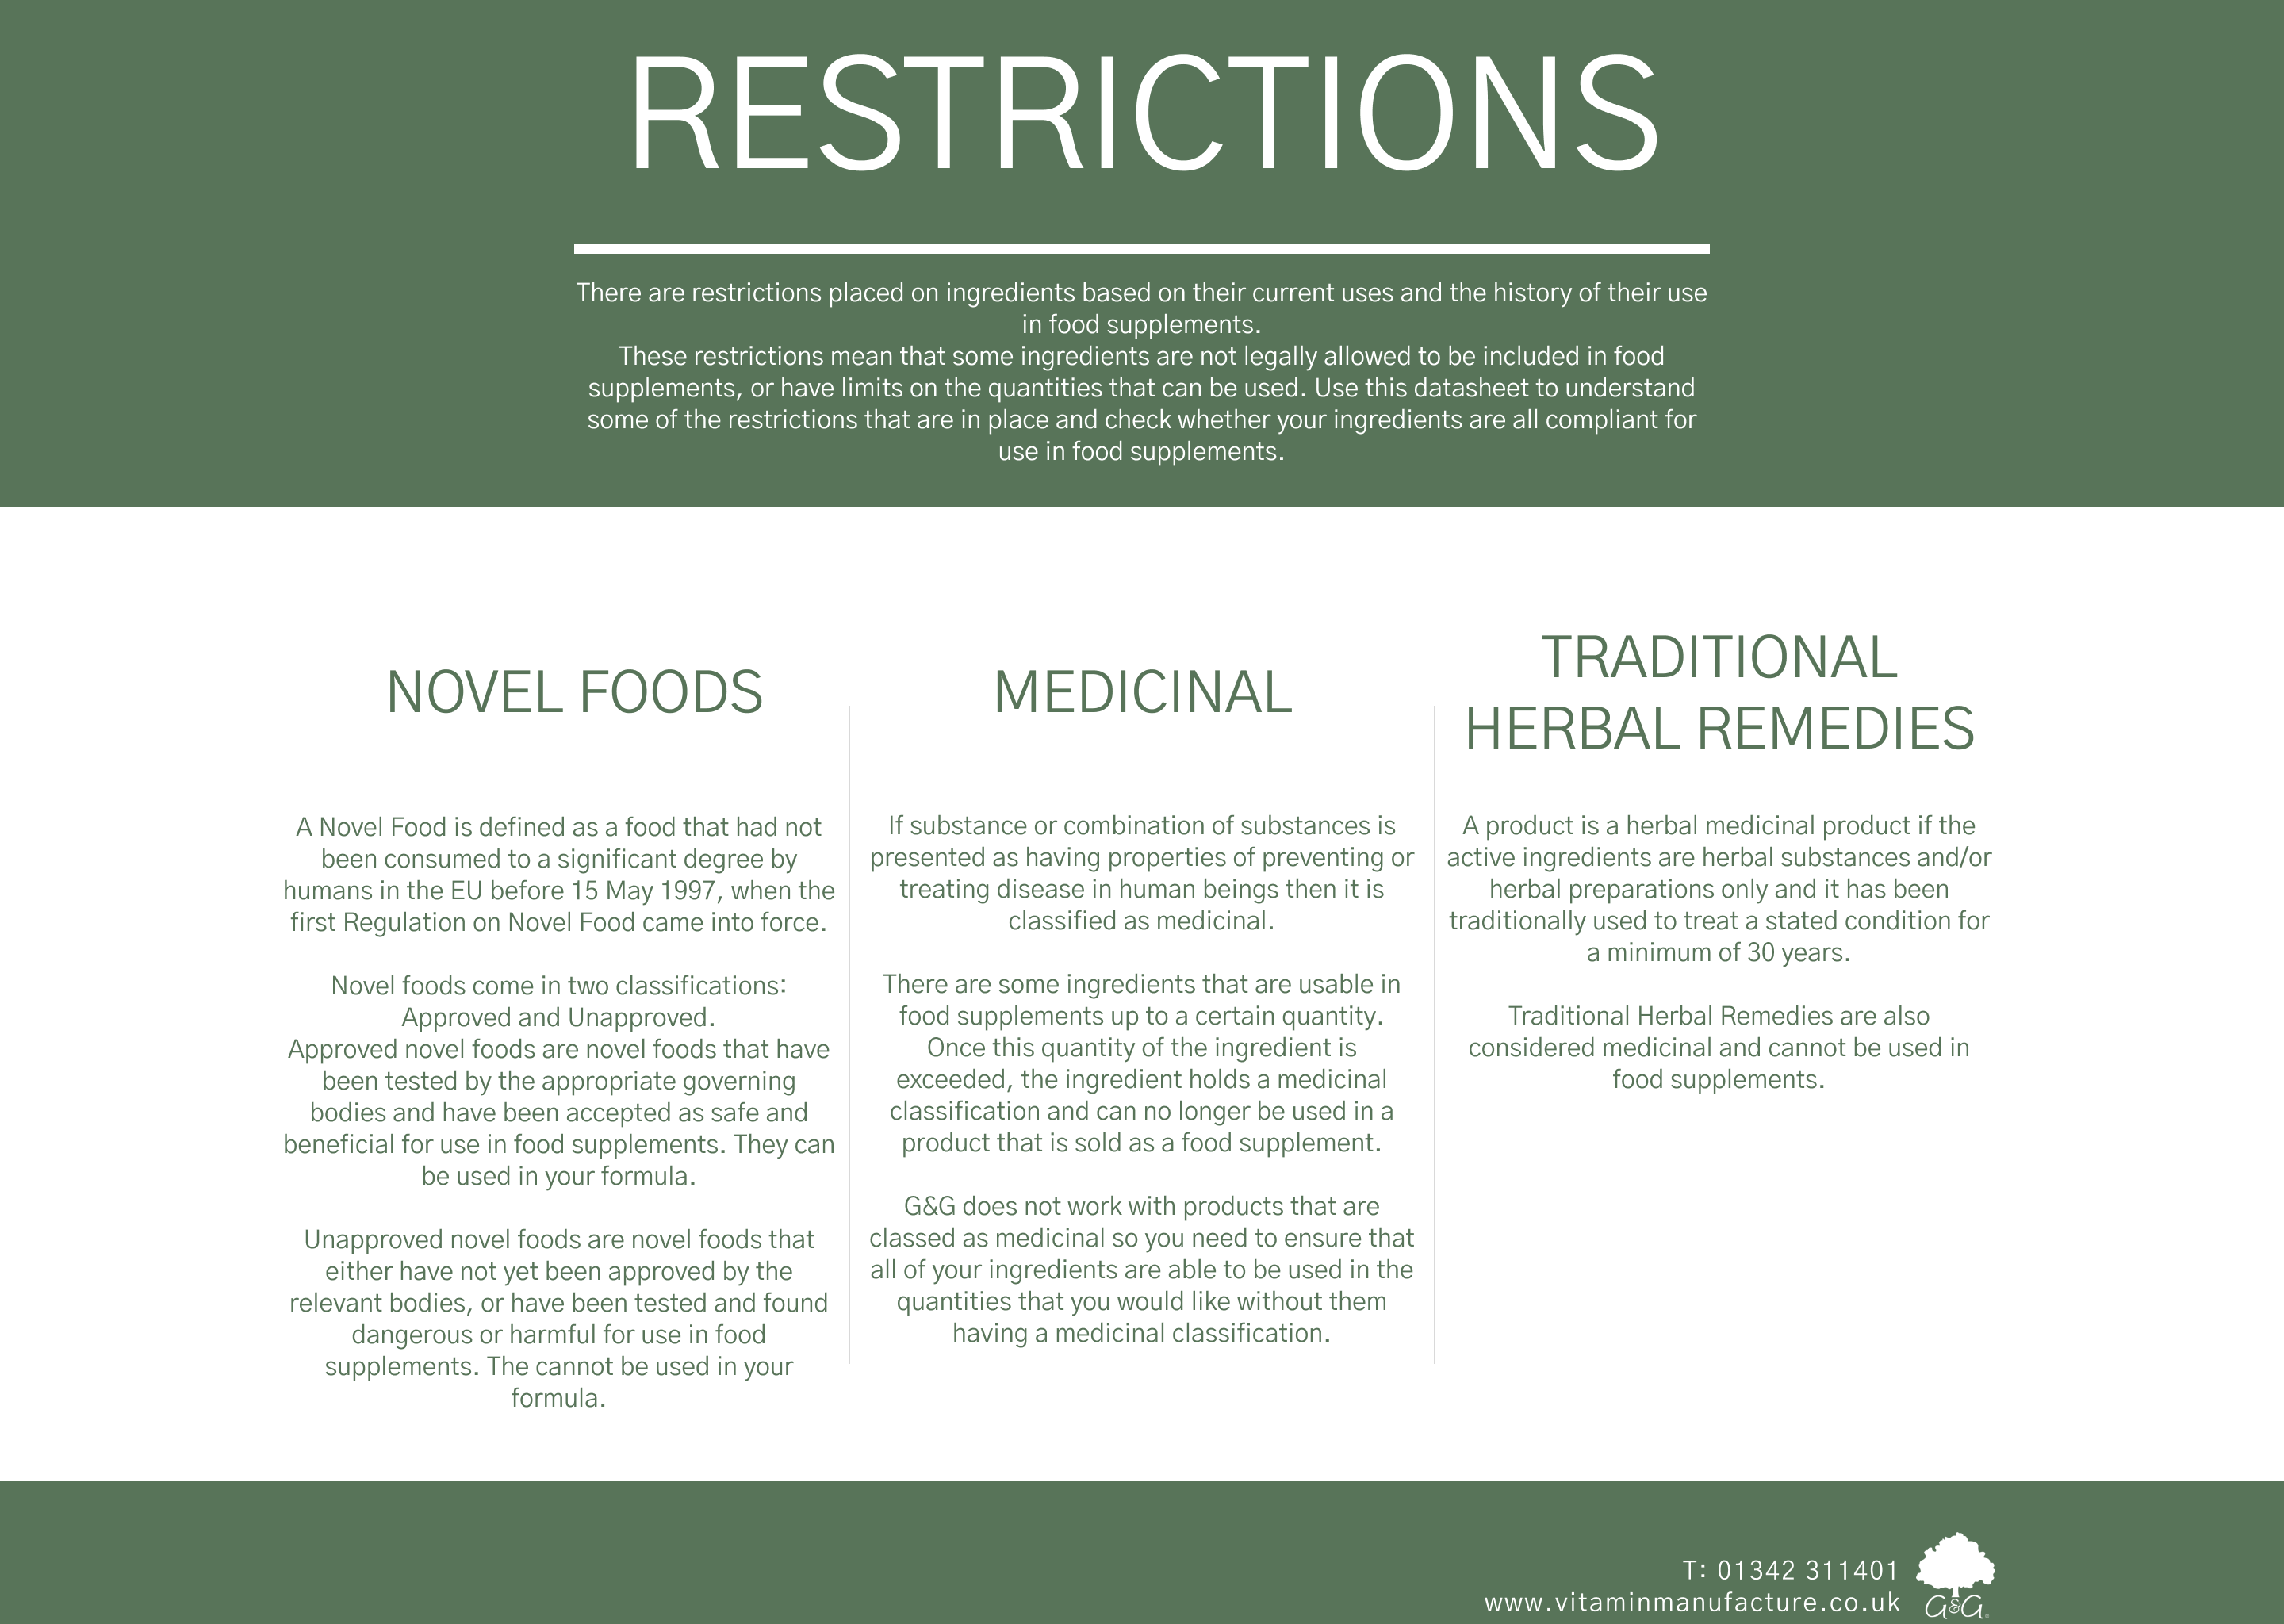 RESTRICTIONS
There are restrictions placed on ingredients based on their current uses and the history of their use
in food supplements.
These restrictions mean that some ingredients are not legally allowed to be included in food
supplements, or have limits on the quantities that can be used. Use this datasheet to understand
some of the restrictions that are in place and check whether your ingredients are all compliant for
use in food supplements.
NOVEL FOODS
A Novel Food is defined as a food that had not
been consumed to a significant degree by
humans in the EU before 15 May 1997, when the
first Regulation on Novel Food came into force.
Novel foods come in two classifications:
Approved and Unapproved.
Approved novel foods are novel foods that have
been tested by the appropriate governing
bodies and have been accepted as safe and
beneficial for use in food supplements. They can
be used in your formula.
Unapproved novel foods are novel foods that
either have not yet been approved by the
relevant bodies, or have been tested and found
dangerous or harmful for use in food
supplements. The cannot be used in your
formula.
MEDICINAL
If substance or combination of substances is
presented as having properties of preventing or
treating disease in human beings then it is
classified as medicinal.
There are some ingredients that are usable in
food supplements up to a certain quantity.
Once this quantity of the ingredient is
exceeded, the ingredient holds a medicinal
classification and can no longer be used in a
product that is sold as a food supplement.
G&G does not work with products that are
classed as medicinal so you need to ensure that
all of your ingredients are able to be used in the
quantities that you would like without them
having a medicinal classification.
TRADITIONAL
HERBAL REMEDIES
A product is a herbal medicinal product if the
active ingredients are herbal substances and/or
herbal preparations only and it has been
traditionally used to treat a stated condition for
a minimum of 30 years.
Traditional Herbal Remedies are also
considered medicinal and cannot be used in
food supplements.
T: 01342 311401
www.vitaminmanufacture.co.uk
G&G